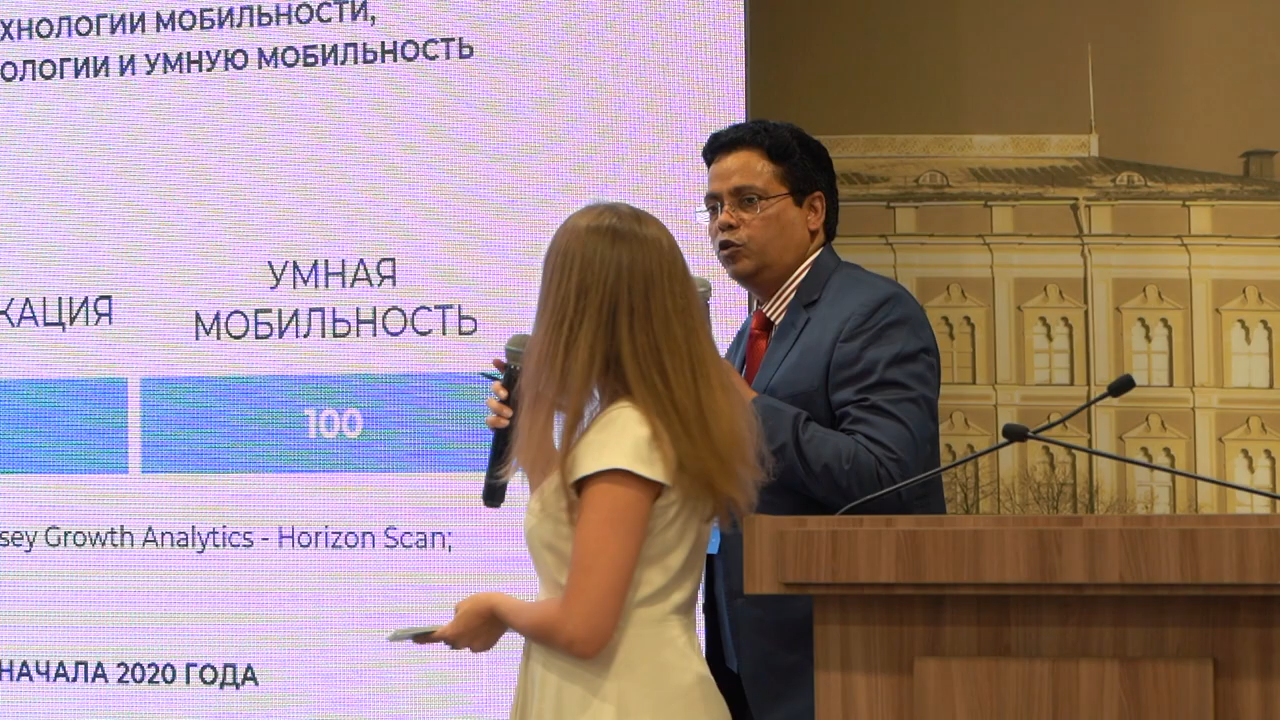 ХНОЛОГИИ МОБИЛЬНОСТИ,
ОЛОГИИ И УМНУЮ МОБИЛЬНОСТЬ
КАЦИЯ
УМНАЯ
МОБИЛЬНОСТЬ
100
sey Growth Analytics - Horizon Scan;
НАЧАЛА 2020 ГОДА